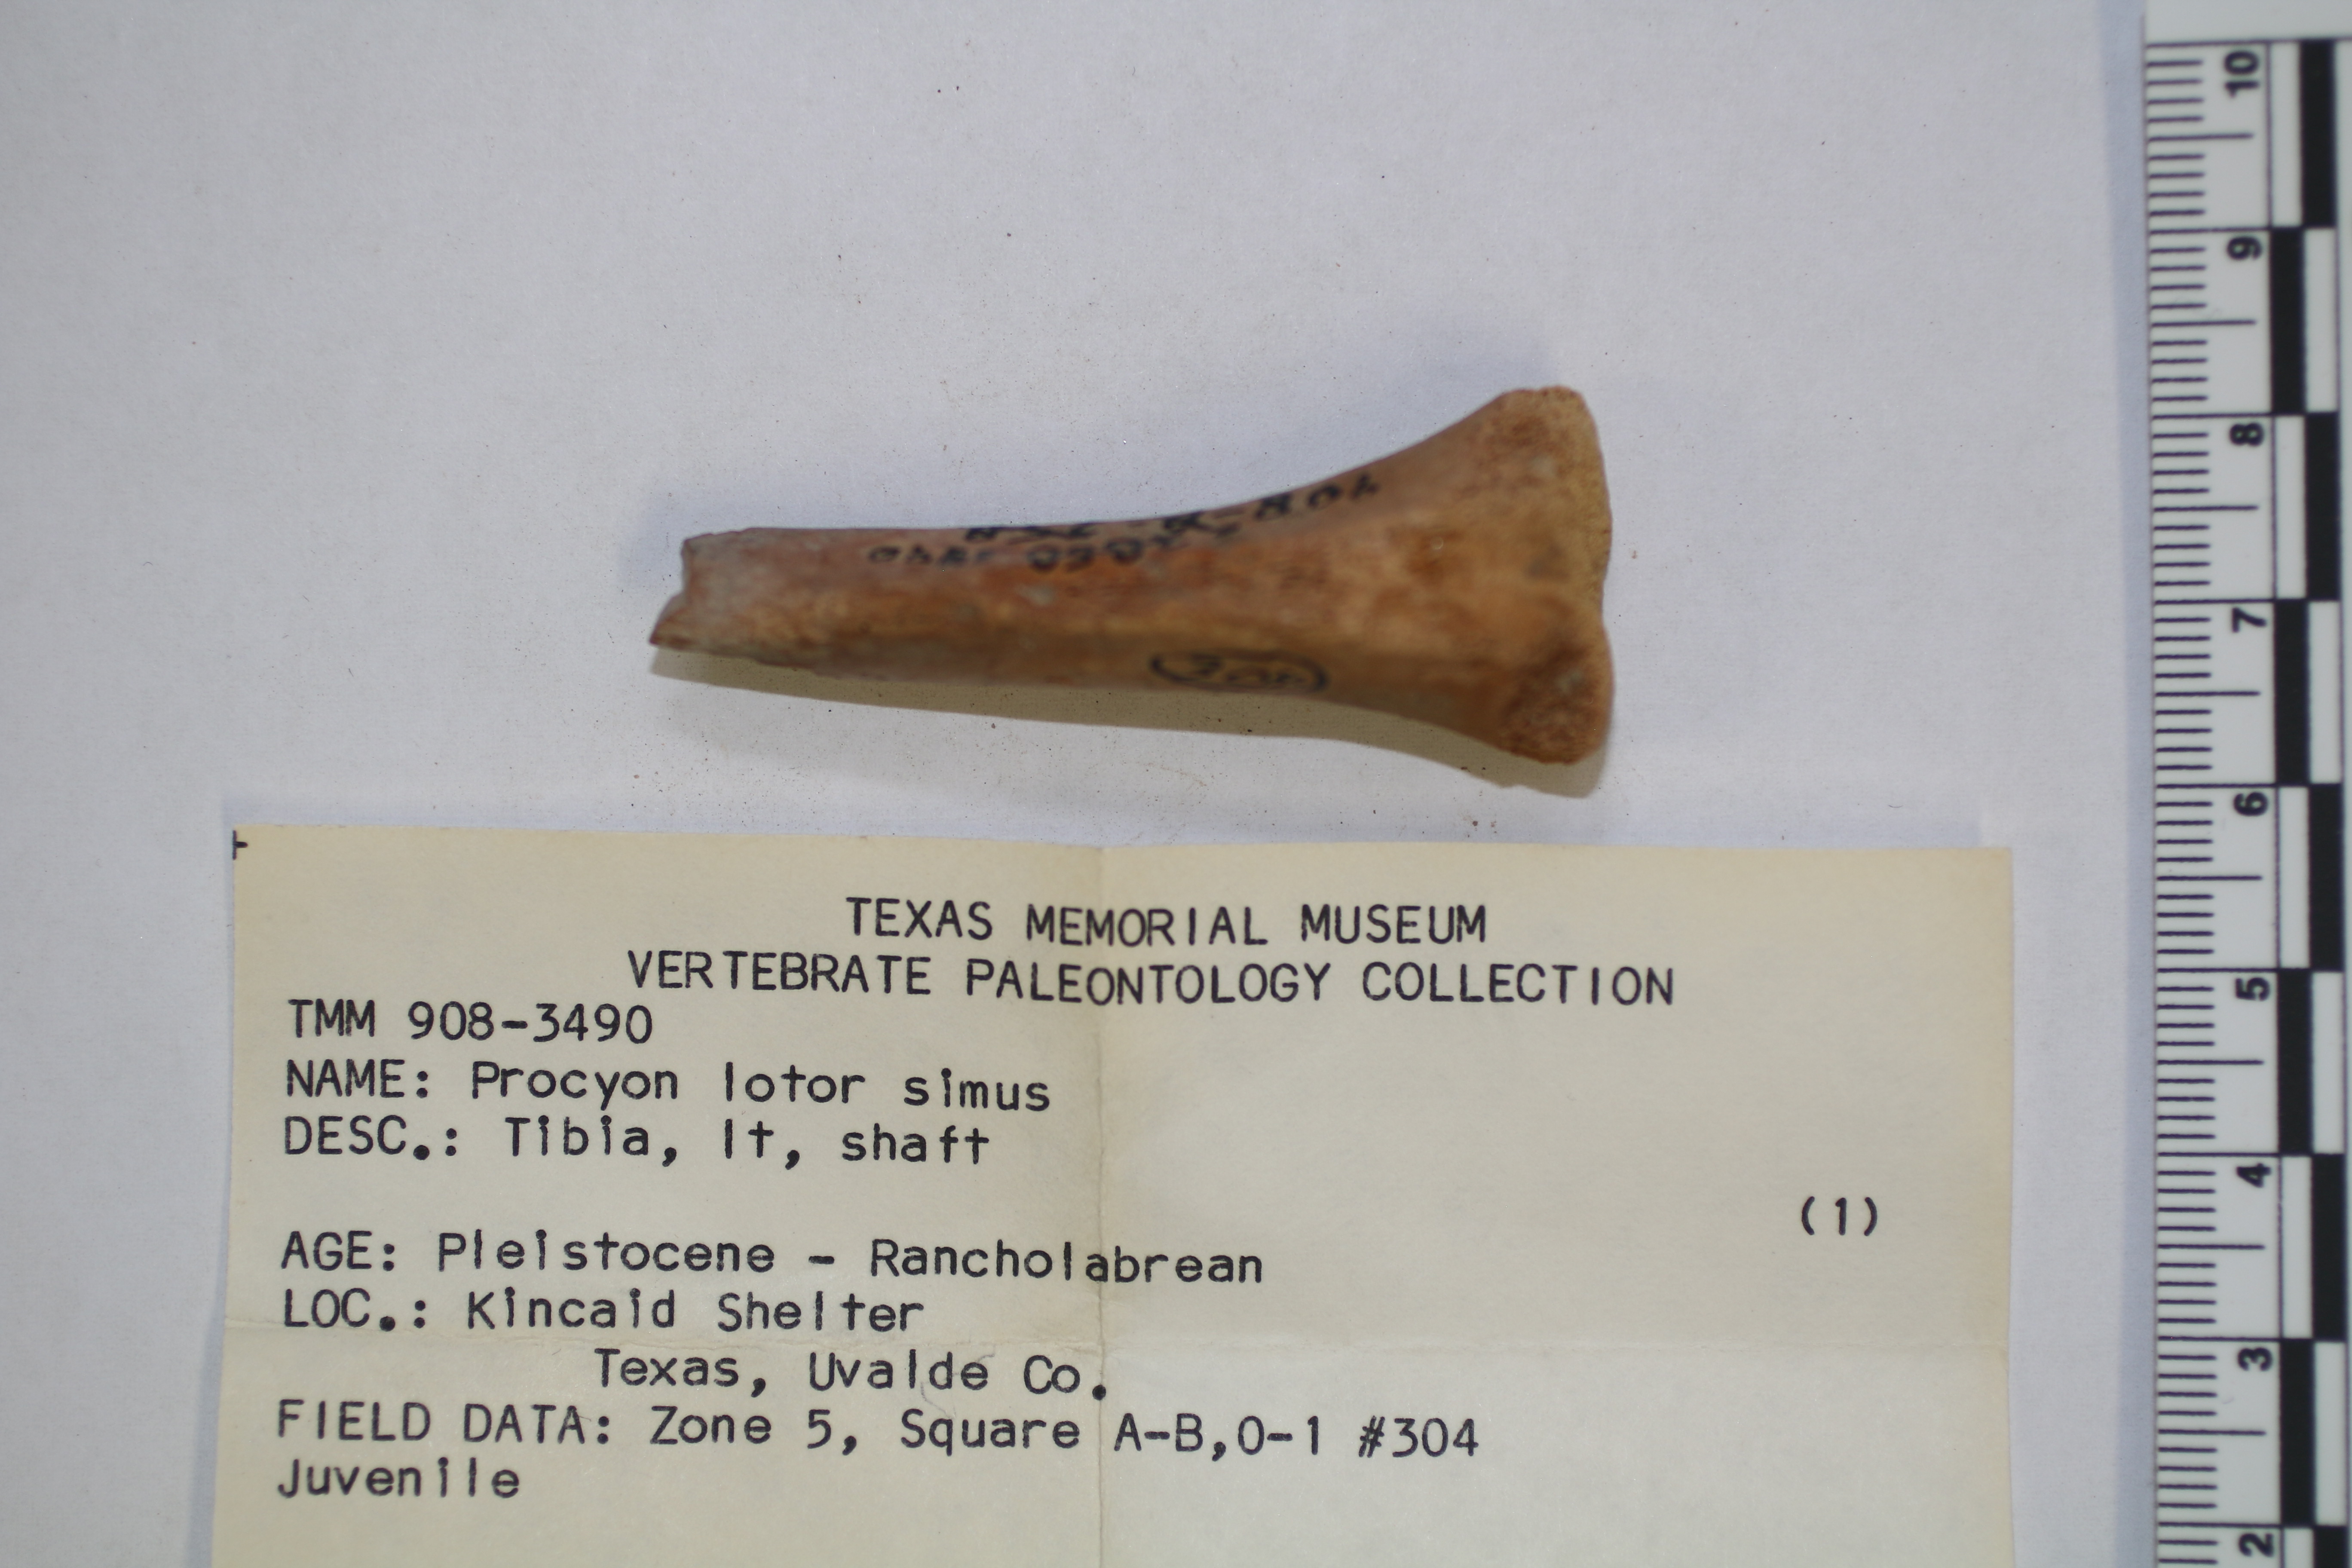 TEXAS MEMORIAL MUSEUM
VERTEBRATE PALEONTOLOGY COLLECTION
TMM 908-3490
NAME: Procyon lotor simus
DESC.: Tibia, lt, shaft
(1)
AGE: Pleistocene - Rancholabrean
LOC.: Kincaid Shelter
Texas, Uvalde Co.
FIELD DATA: Zone 5, Square A-B,0-1 #304
Juvenile
10
9
8
7
6
5
4
3
2